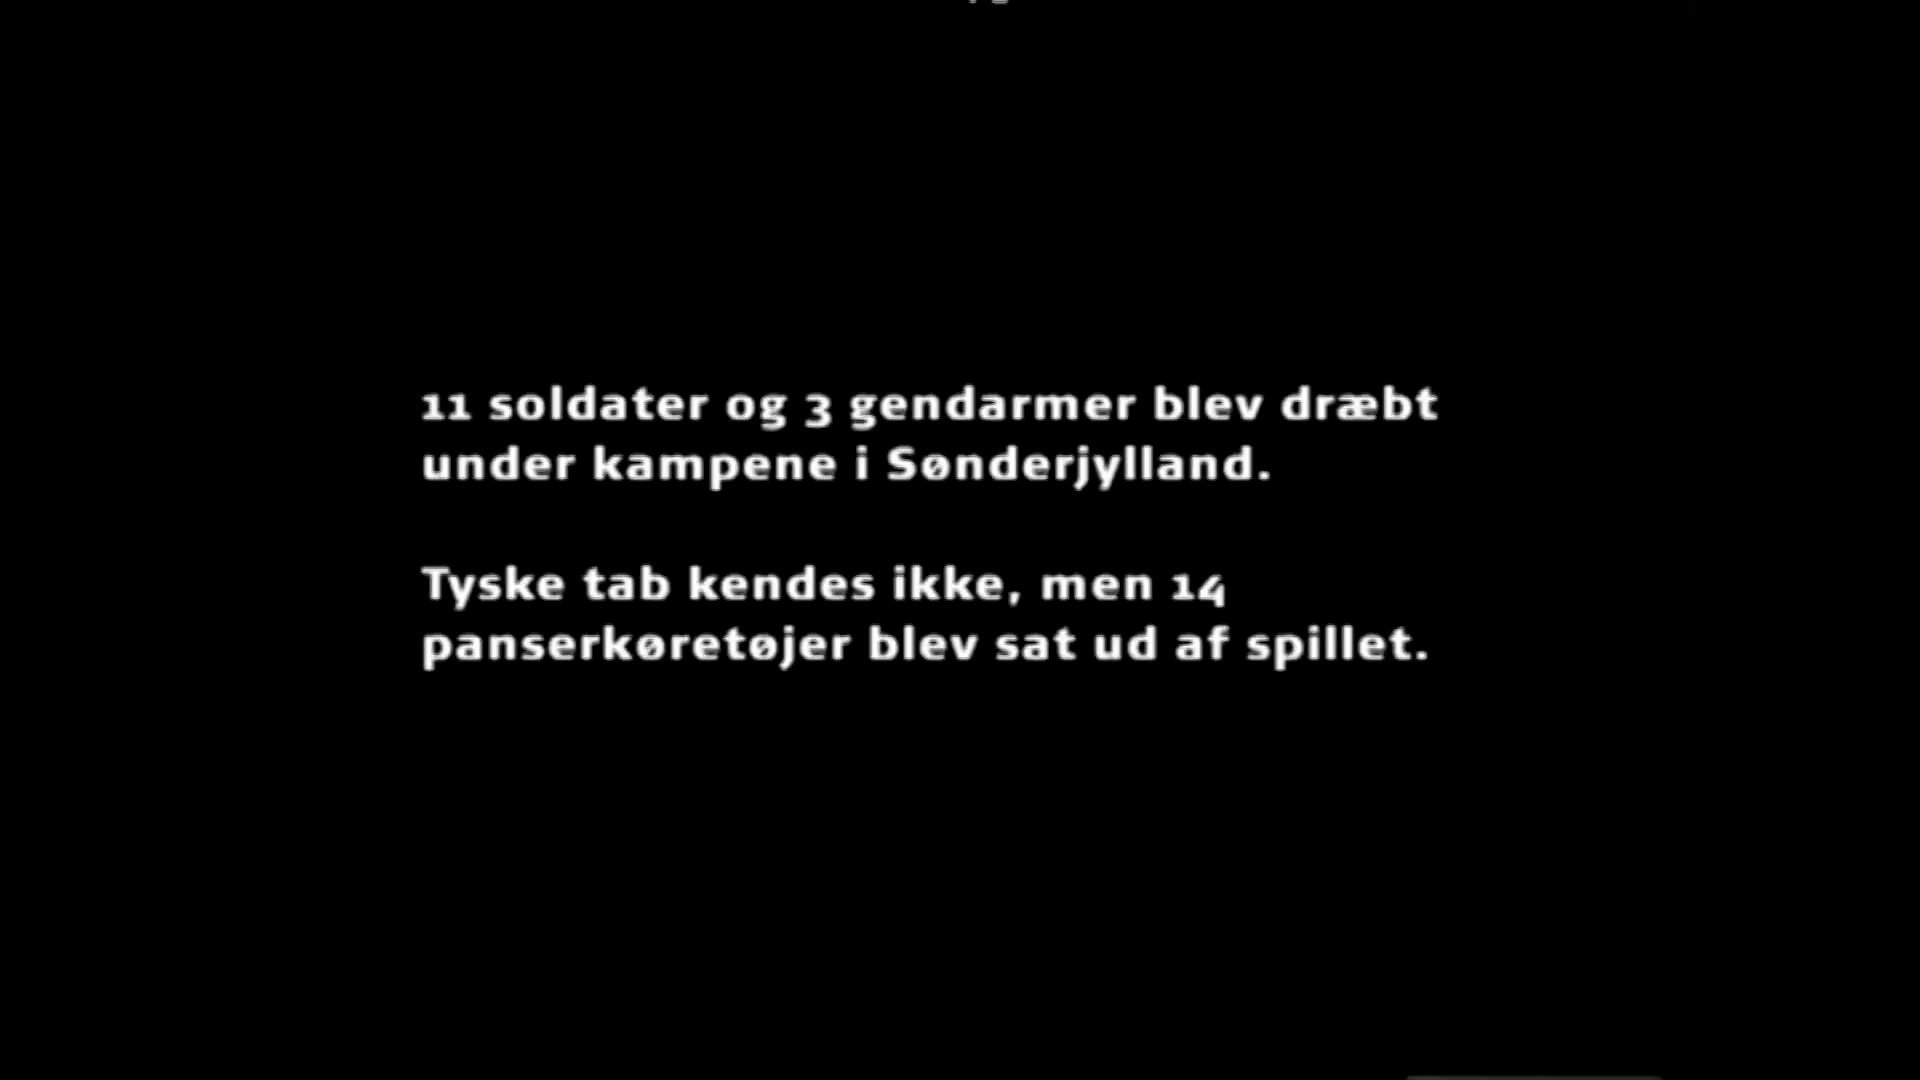 11 soldater og 3 gendarmer blev dræbt
under kampene i Sønderjylland.
Tyske tab kendes ikke, men 14
panserkøretøjer blev sat ud af spillet.